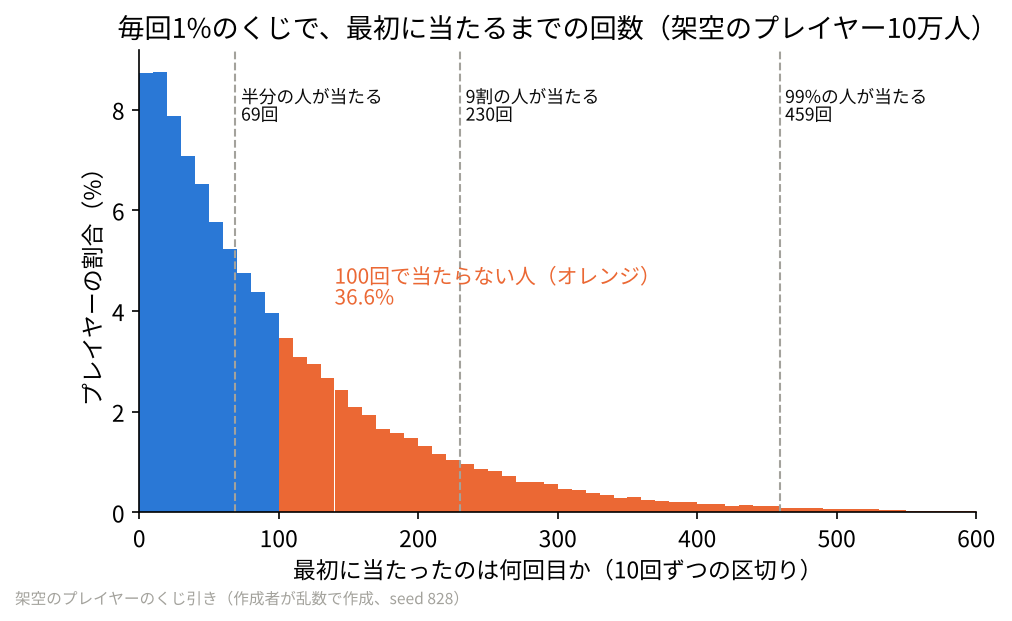 毎回1%のくじで、最初に当たるまでの回数（架空のプレイヤー10万人）
半分の人が当たる
69回
9割の人が当たる
230回
99%の人が当たる
459回
100回で当たらない人（オレンジ）
36.6%
プレイヤーの割合（%）
8
6
4
2
0
0 100 200 300 400 500 600
最初に当たったのは何回目か（10回ずつの区切り）
架空のプレイヤーのくじ引き（作成者が乱数で作成、seed 828）